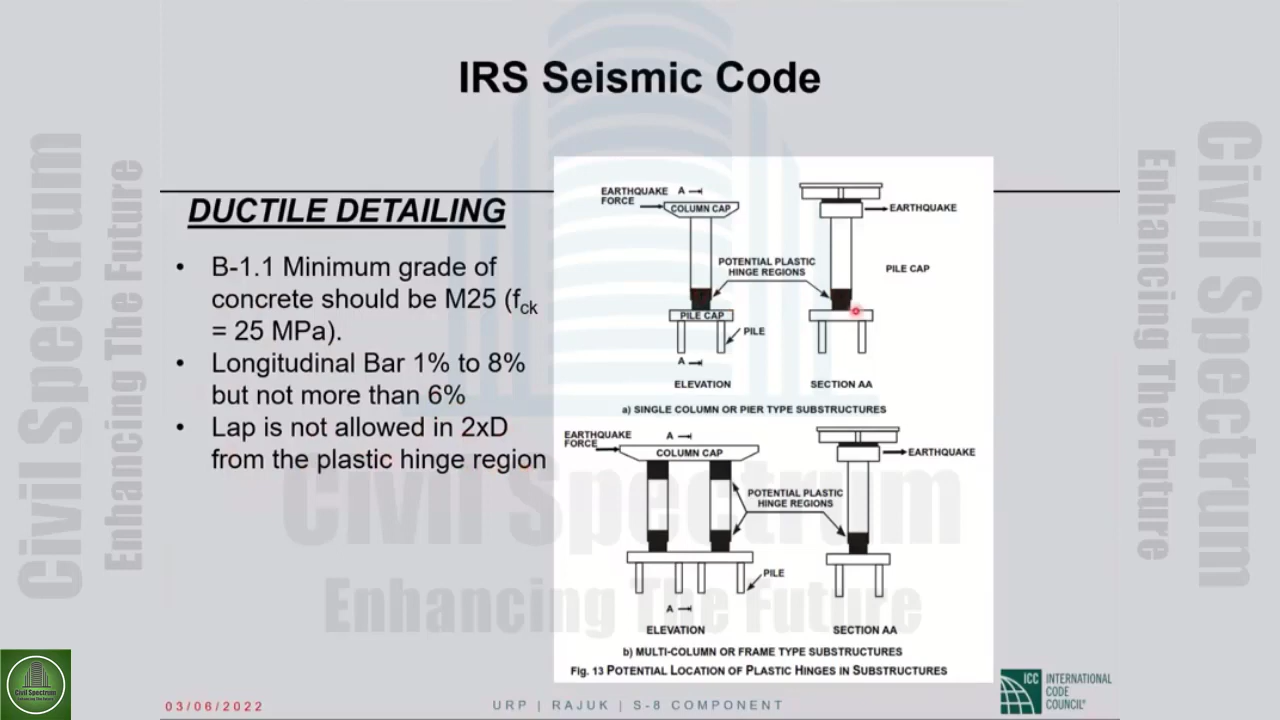 IRS Seismic Code
DUCTILE DETAILING
• B-1.1 Minimum grade of
concrete should be M25 (fck
= 25 MPa).
• Longitudinal Bar 1% to 8%
but not more than 6%
• Lap is not allowed in 2xD
from the plastic hinge region
EARTHQUAKE
FORCE
A
COLUMN CAP
EARTHQUAKE
POTENTIAL PLASTIC
HINGE REGIONS
PILE CAP
PILE CAP
PILE
A
ELEVATION
SECTION AA
a) SINGLE COLUMN OR PIER TYPE SUBSTRUCTURES
EARTHQUAKE
FORCE
A
COLUMN CAP
EARTHQUAKE
POTENTIAL PLASTIC
HINGE REGIONS
PILE
A
ELEVATION
SECTION AA
b) MULTI-COLUMN OR FRAME TYPE SUBSTRUCTURES
Fig. 13 POTENTIAL LOCATION OF PLASTIC HINGES IN SUBSTRUCTURES
Civil Spectrum
Enhancing The Future
Civil Spectrum
Enhancing The Future
Civil Spectrum
Enhancing The Future
Civil Spectrum
Enhancing The Future
03/06/2022
URP | RAJUK | S-8 COMPONENT
ICC
INTERNATIONAL
CODE
COUNCIL®